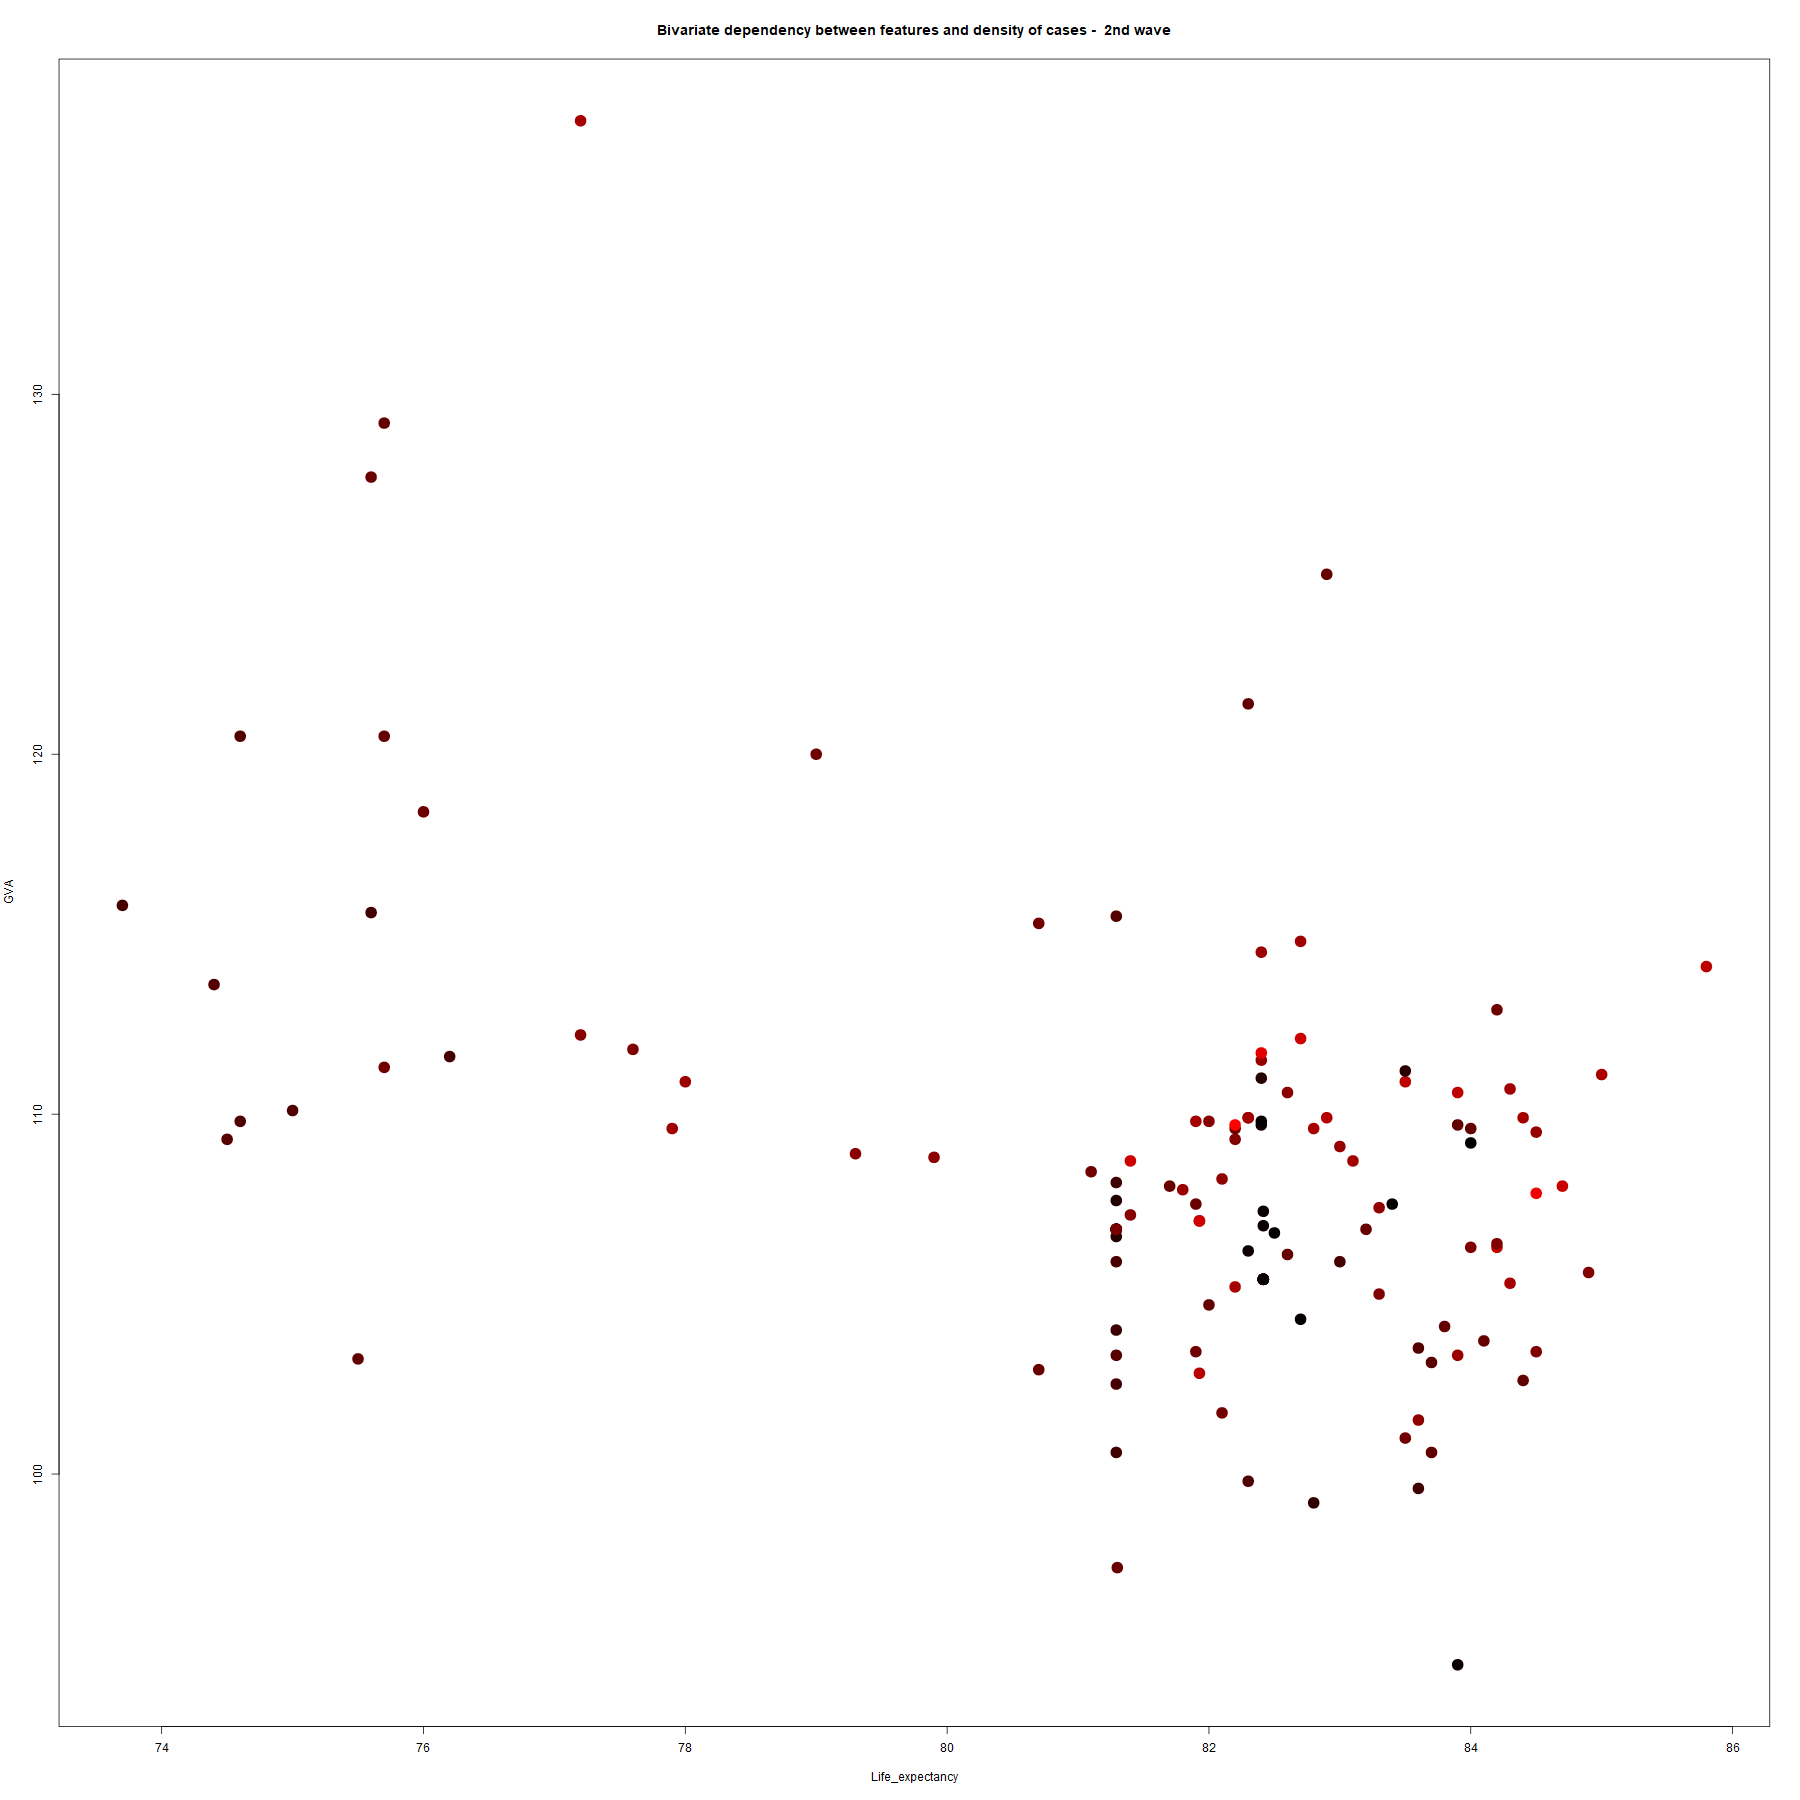 Bivariate dependency between features and density of cases -  2nd wave
130
120
GVA
110
100
74 76 78 80 82 84 86
Life_expectancy